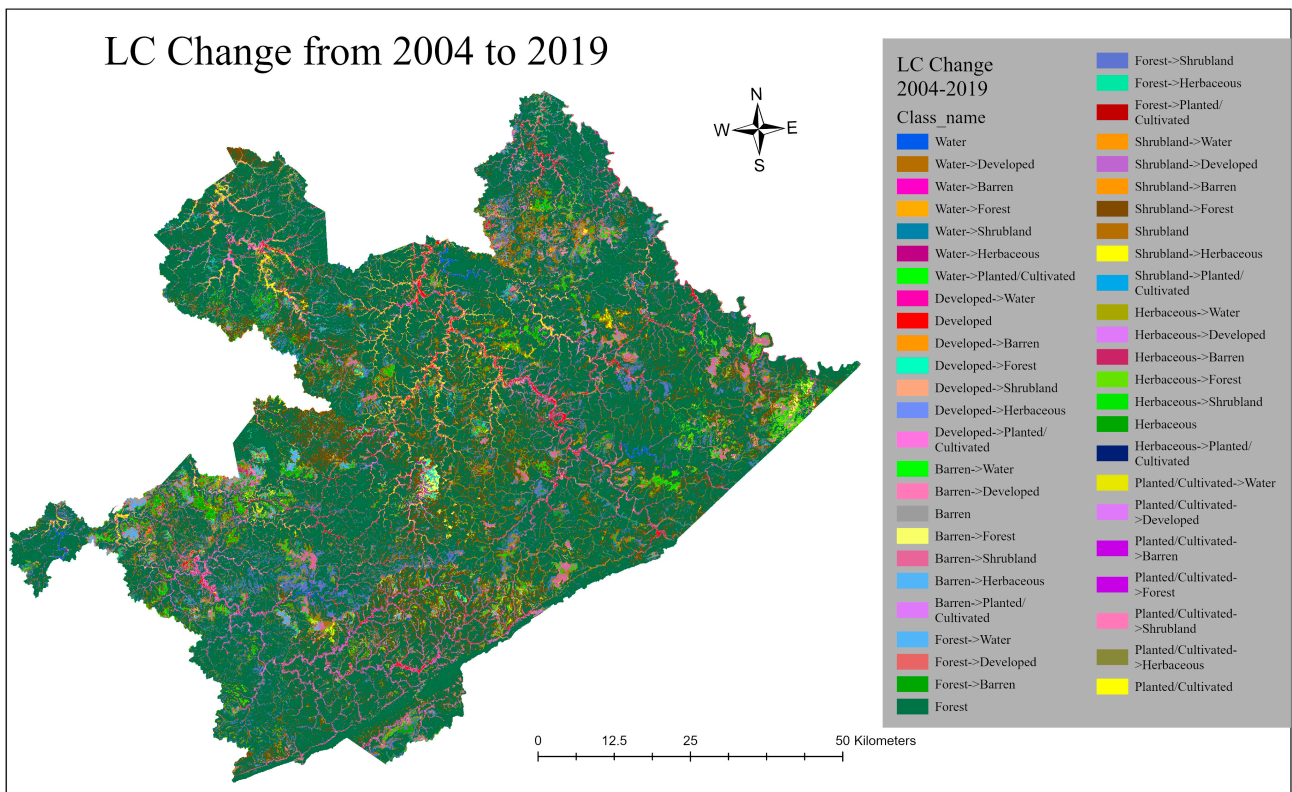 LC Change from 2004 to 2019
N
W
E
S
LC Change
2004-2019
Class_name
Water
Water->Developed
Water->Barren
Water->Forest
Water->Shrubland
Water->Herbaceous
Water->Planted/Cultivated
Developed->Water
Developed
Developed->Barren
Developed->Forest
Developed->Shrubland
Developed->Herbaceous
Developed->Planted/
Cultivated
Barren->Water
Barren->Developed
Barren
Barren->Forest
Barren->Shrubland
Barren->Herbaceous
Barren->Planted/
Cultivated
Forest->Water
Forest->Developed
Forest->Barren
Forest
Forest->Shrubland
Forest->Herbaceous
Forest->Planted/
Cultivated
Shrubland->Water
Shrubland->Developed
Shrubland->Barren
Shrubland->Forest
Shrubland
Shrubland->Herbaceous
Shrubland->Planted/
Cultivated
Herbaceous->Water
Herbaceous->Developed
Herbaceous->Barren
Herbaceous->Forest
Herbaceous->Shrubland
Herbaceous
Herbaceous->Planted/
Cultivated
Planted/Cultivated->Water
Planted/Cultivated-
>Developed
Planted/Cultivated-
>Barren
Planted/Cultivated-
>Forest
Planted/Cultivated-
>Shrubland
Planted/Cultivated-
>Herbaceous
Planted/Cultivated
0 12.5 25 50 Kilometers